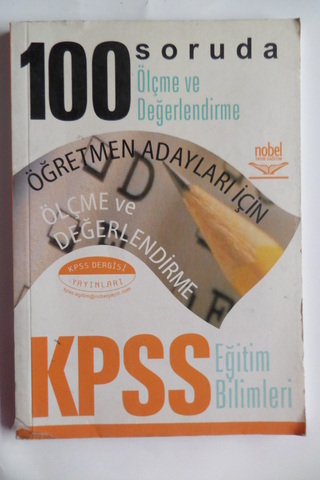 100 soruda
Ölçme ve
Değerlendirme
nobel
ÖĞRETMEN ADAYLARI İÇİN
ÖLÇME ve
DEĞERLENDİRME
KPSS DERGİSİ
YAYINLARI
KPSS
Eğitim
Bilimleri